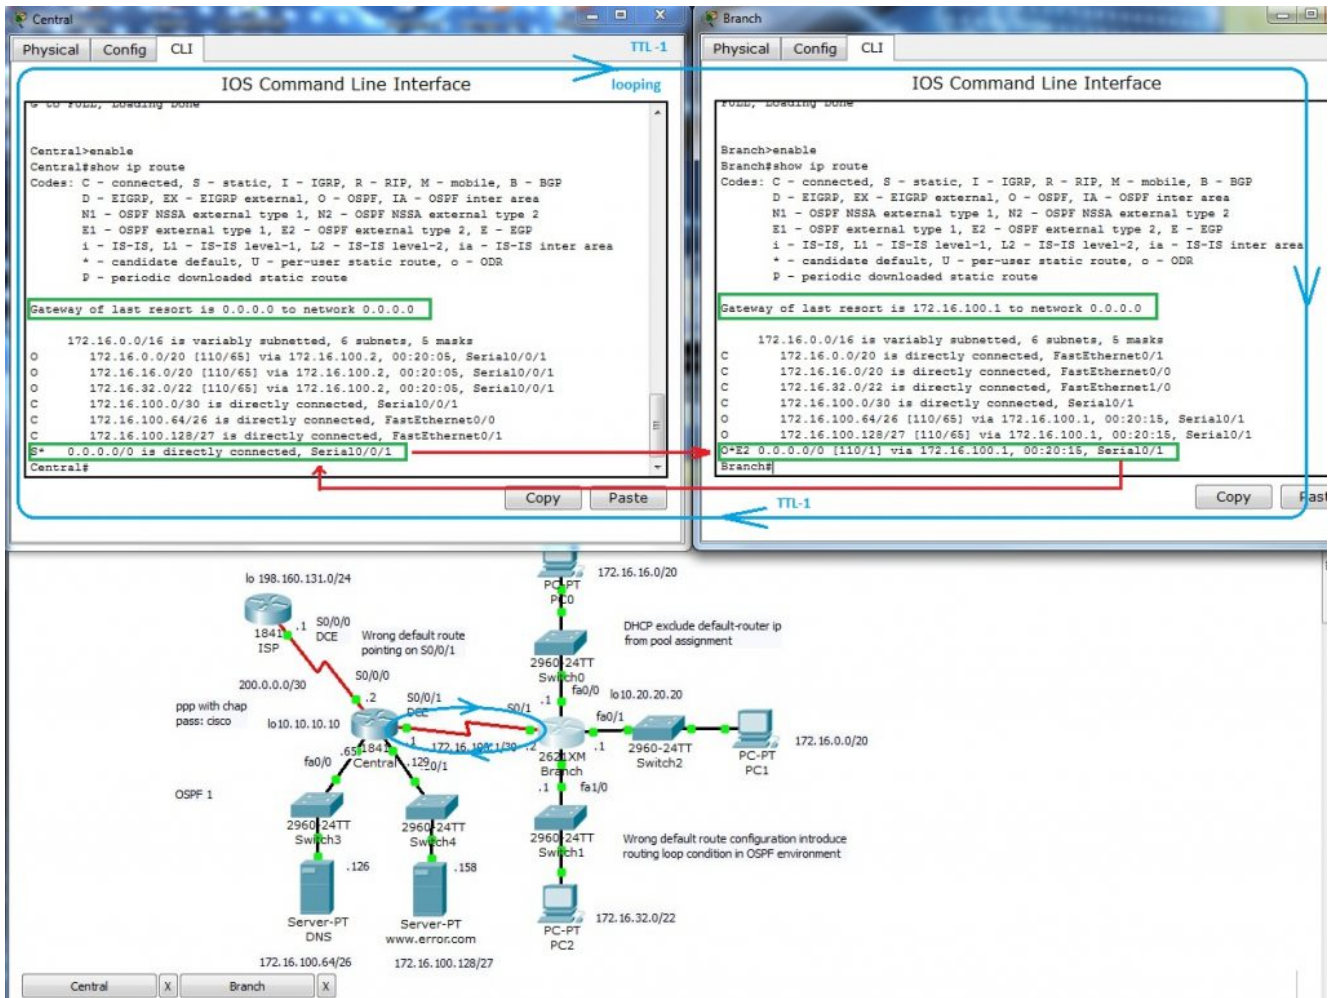 Central
Physical Config CLI
TTL -1
IOS Command Line Interface
looping
G to FULL, Loading Done
Central>enable
Central#show ip route
Codes: C - connected, S - static, I - IGRP, R - RIP, M - mobile, B - BGP
D - EIGRP, EX - EIGRP external, O - OSPF, IA - OSPF inter area
N1 - OSPF NSSA external type 1, N2 - OSPF NSSA external type 2
E1 - OSPF external type 1, E2 - OSPF external type 2, E - EGP
i - IS-IS, L1 - IS-IS level-1, L2 - IS-IS level-2, ia - IS-IS inter area
* - candidate default, U - per-user static route, o - ODR
P - periodic downloaded static route
Gateway of last resort is 0.0.0.0 to network 0.0.0.0
172.16.0.0/16 is variably subnetted, 6 subnets, 5 masks
O 172.16.0.0/20 [110/65] via 172.16.100.2, 00:20:05, Serial0/0/1
O 172.16.16.0/20 [110/65] via 172.16.100.2, 00:20:05, Serial0/0/1
O 172.16.32.0/22 [110/65] via 172.16.100.2, 00:20:05, Serial0/0/1
C 172.16.100.0/30 is directly connected, Serial0/0/1
C 172.16.100.64/26 is directly connected, FastEthernet0/0
C 172.16.100.128/27 is directly connected, FastEthernet0/1
S* 0.0.0.0/0 is directly connected, Serial0/0/1
Central#
Copy Paste
Branch
Physical Config CLI
IOS Command Line Interface
FULL, Loading Done
Branch>enable
Branch#show ip route
Codes: C - connected, S - static, I - IGRP, R - RIP, M - mobile, B - BGP
D - EIGRP, EX - EIGRP external, O - OSPF, IA - OSPF inter area
N1 - OSPF NSSA external type 1, N2 - OSPF NSSA external type 2
E1 - OSPF external type 1, E2 - OSPF external type 2, E - EGP
i - IS-IS, L1 - IS-IS level-1, L2 - IS-IS level-2, ia - IS-IS inter area
* - candidate default, U - per-user static route, o - ODR
P - periodic downloaded static route
Gateway of last resort is 172.16.100.1 to network 0.0.0.0
172.16.0.0/16 is variably subnetted, 6 subnets, 5 masks
C 172.16.0.0/20 is directly connected, FastEthernet0/1
C 172.16.16.0/20 is directly connected, FastEthernet0/0
C 172.16.32.0/22 is directly connected, FastEthernet1/0
C 172.16.100.0/30 is directly connected, Serial0/1
O 172.16.100.64/26 [110/65] via 172.16.100.1, 00:20:15, Serial0/1
O 172.16.100.128/27 [110/65] via 172.16.100.1, 00:20:15, Serial0/1
O*E2 0.0.0.0/0 [110/1] via 172.16.100.1, 00:20:15, Serial0/1
Branch#
Copy Past
TTL-1
lo 198.160.131.0/24
1841
ISP
.1
S0/0/0
DCE
Wrong default route
pointing on S0/0/1
200.0.0.0/30
S0/0/0
.2
ppp with chap
pass: cisco
lo10.10.10.10
S0/0/1
DCE
S0/1
.1
.2
1841
Central
.65
fa0/0
.129
OSPF 1
2960-24TT
Switch3
2960-24TT
Switch4
.126
.158
Server-PT
DNS
Server-PT
www.error.com
172.16.100.64/26
172.16.100.128/27
PC-PT
PC0
172.16.16.0/20
DHCP exclude default-router ip
from pool assignment
2960-24TT
Switch0
fa0/0
.1
lo10.20.20.20
fa0/1
.1
2621XM
Branch
2960-24TT
Switch2
PC-PT
PC1
172.16.0.0/20
.1
fa1/0
2960-24TT
Switch1
Wrong default route configuration introduce
routing loop condition in OSPF environment
PC-PT
PC2
172.16.32.0/22
Central X Branch X